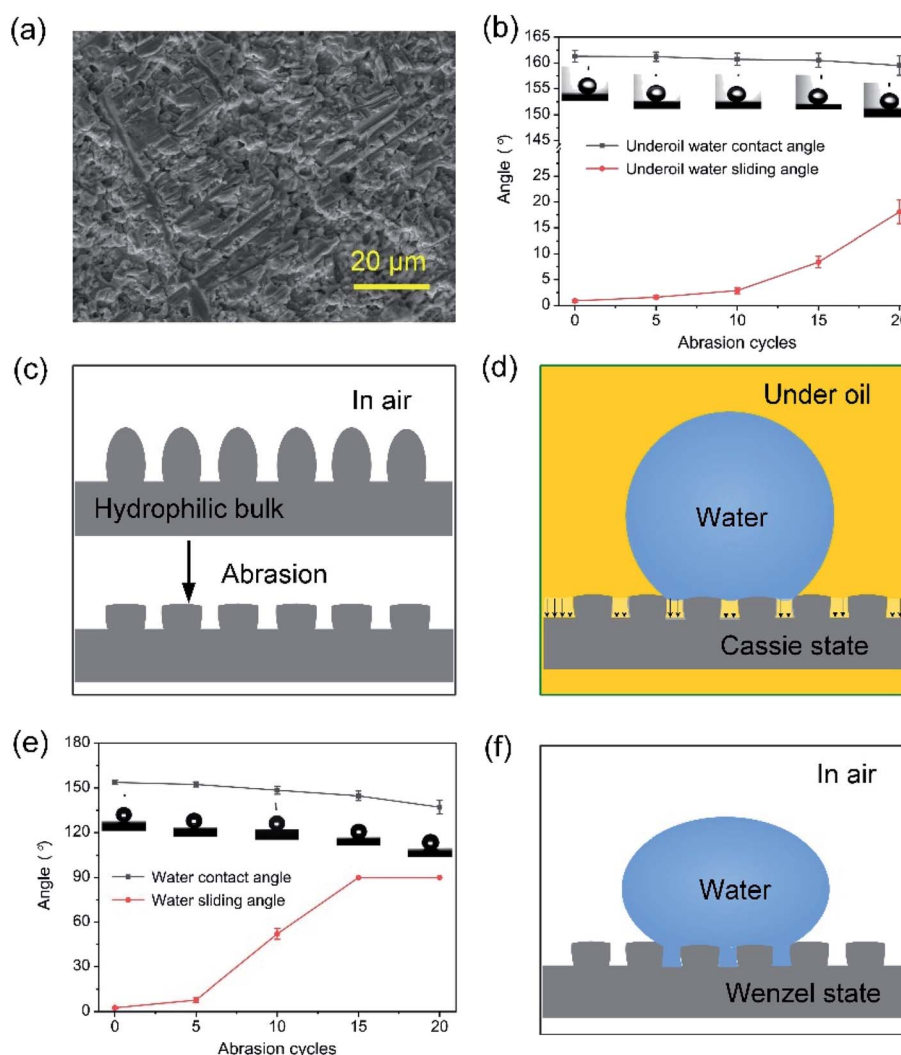 (a)
20 μm
(b)
165
160
155
150
145
25
20
15
10
5
0
Angle (°)
Underoil water contact angle
Underoil water sliding angle
0 5 10 15 20
Abrasion cycles
(c)
In air
Hydrophilic bulk
Abrasion
(d)
Under oil
Water
Cassie state
(e)
180
150
120
90
60
30
0
Angle (°)
Water contact angle
Water sliding angle
0 5 10 15 20
Abrasion cycles
(f)
In air
Water
Wenzel state